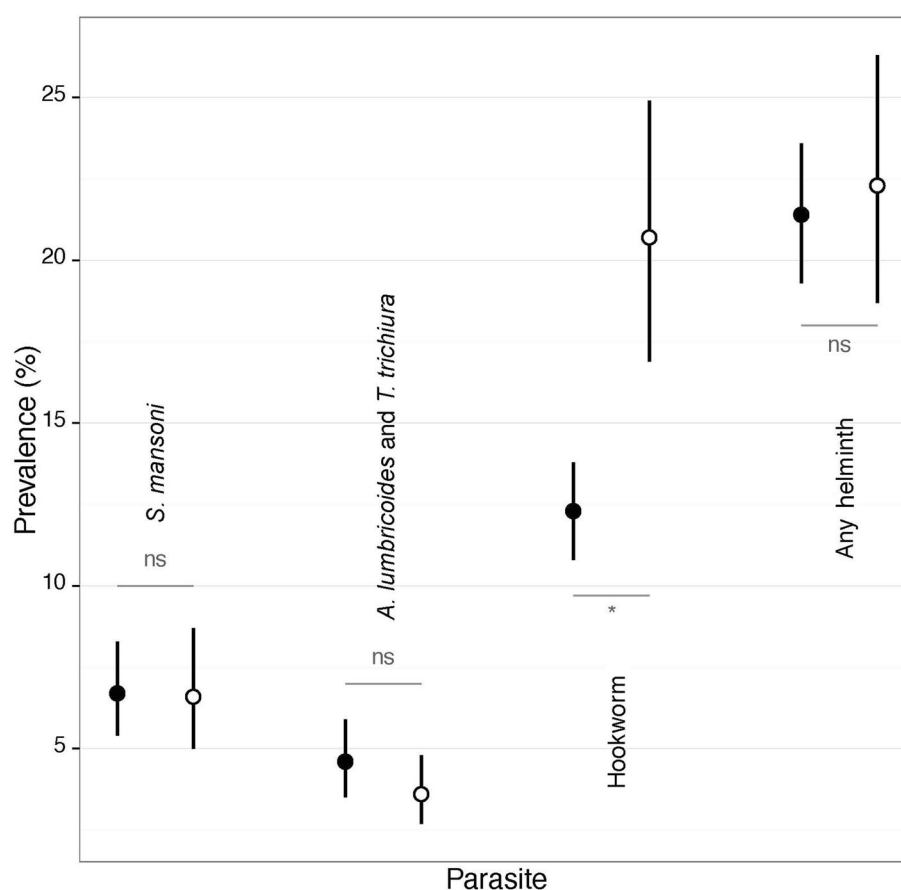 25
20
15
10
5
Prevalence (%)
S. mansoni
ns
A. lumbricoides and T. trichiura
ns
*
Hookworm
ns
Any helminth
Parasite